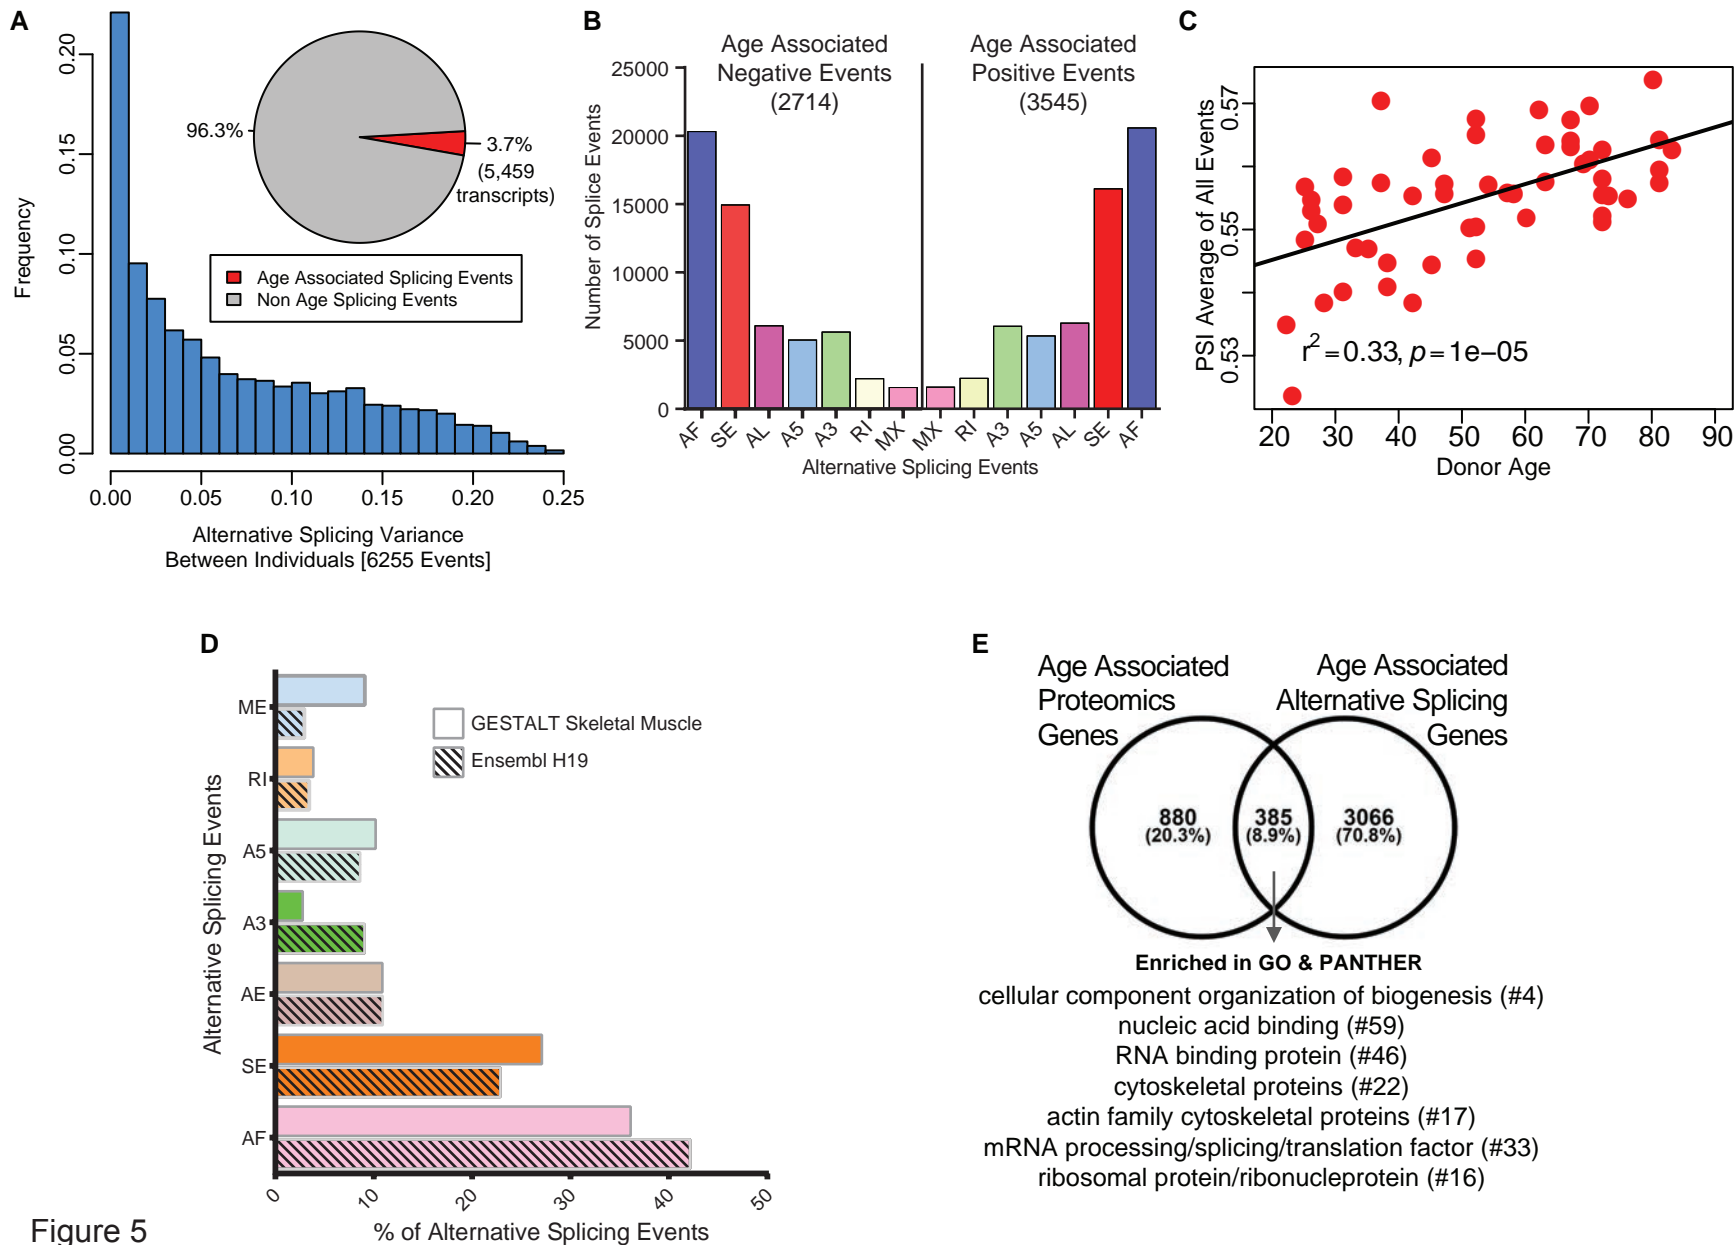 A
Frequency
0.00
0.05
0.10
0.15
0.20
96.3%
3.7%
(5,459
transcripts)
Age Associated Splicing Events
Non Age Splicing Events
0.00 0.05 0.10 0.15 0.20 0.25
Alternative Splicing Variance
Between Individuals [6255 Events]
B
Age Associated
Negative Events
(2714)
Age Associated
Positive Events
(3545)
Number of Splice Events
25000
20000
15000
10000
5000
0
AF SE AL A5 A3 RI MX MX RI A3 A5 AL SE AF
Alternative Splicing Events
C
PSI Average of All Events
0.53
0.55
0.57
r2=0.33, p=1e−05
20 30 40 50 60 70 80 90
Donor Age
D
Alternative Splicing Events
ME
RI
A5
A3
AE
SE
AF
GESTALT Skeletal Muscle
Ensembl H19
0 10 20 30 40 50
% of Alternative Splicing Events
E
Age Associated
Proteomics
Genes
Age Associated
Alternative Splicing
Genes
880
(20.3%)
385
(8.9%)
3066
(70.8%)
Enriched in GO & PANTHER
cellular component organization of biogenesis (#4)
nucleic acid binding (#59)
RNA binding protein (#46)
cytoskeletal proteins (#22)
actin family cytoskeletal proteins (#17)
mRNA processing/splicing/translation factor (#33)
ribosomal protein/ribonucleprotein (#16)
Figure 5